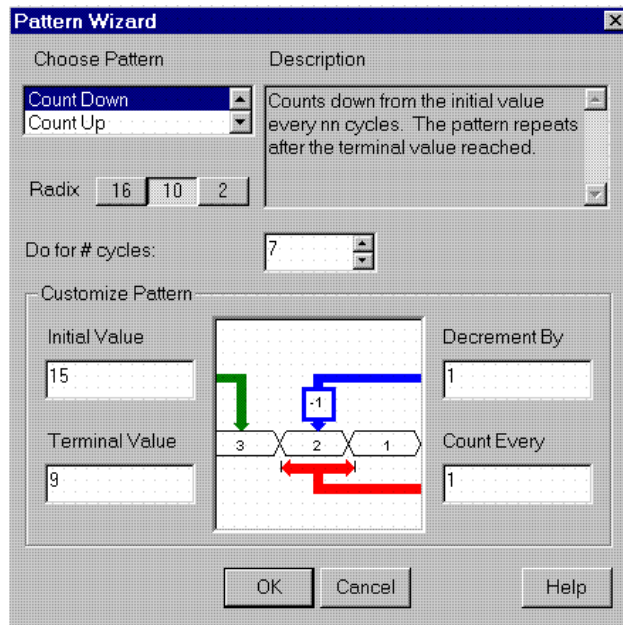 Pattern Wizard
Choose Pattern
Description
Count Down
Count Up
Counts down from the initial value
every nn cycles. The pattern repeats
after the terminal value reached.
Radix 16 10 2
Do for # cycles: 7
Customize Pattern
Initial Value
15
Decrement By
1
-1
3 2 1
Terminal Value
9
Count Every
1
OK Cancel Help